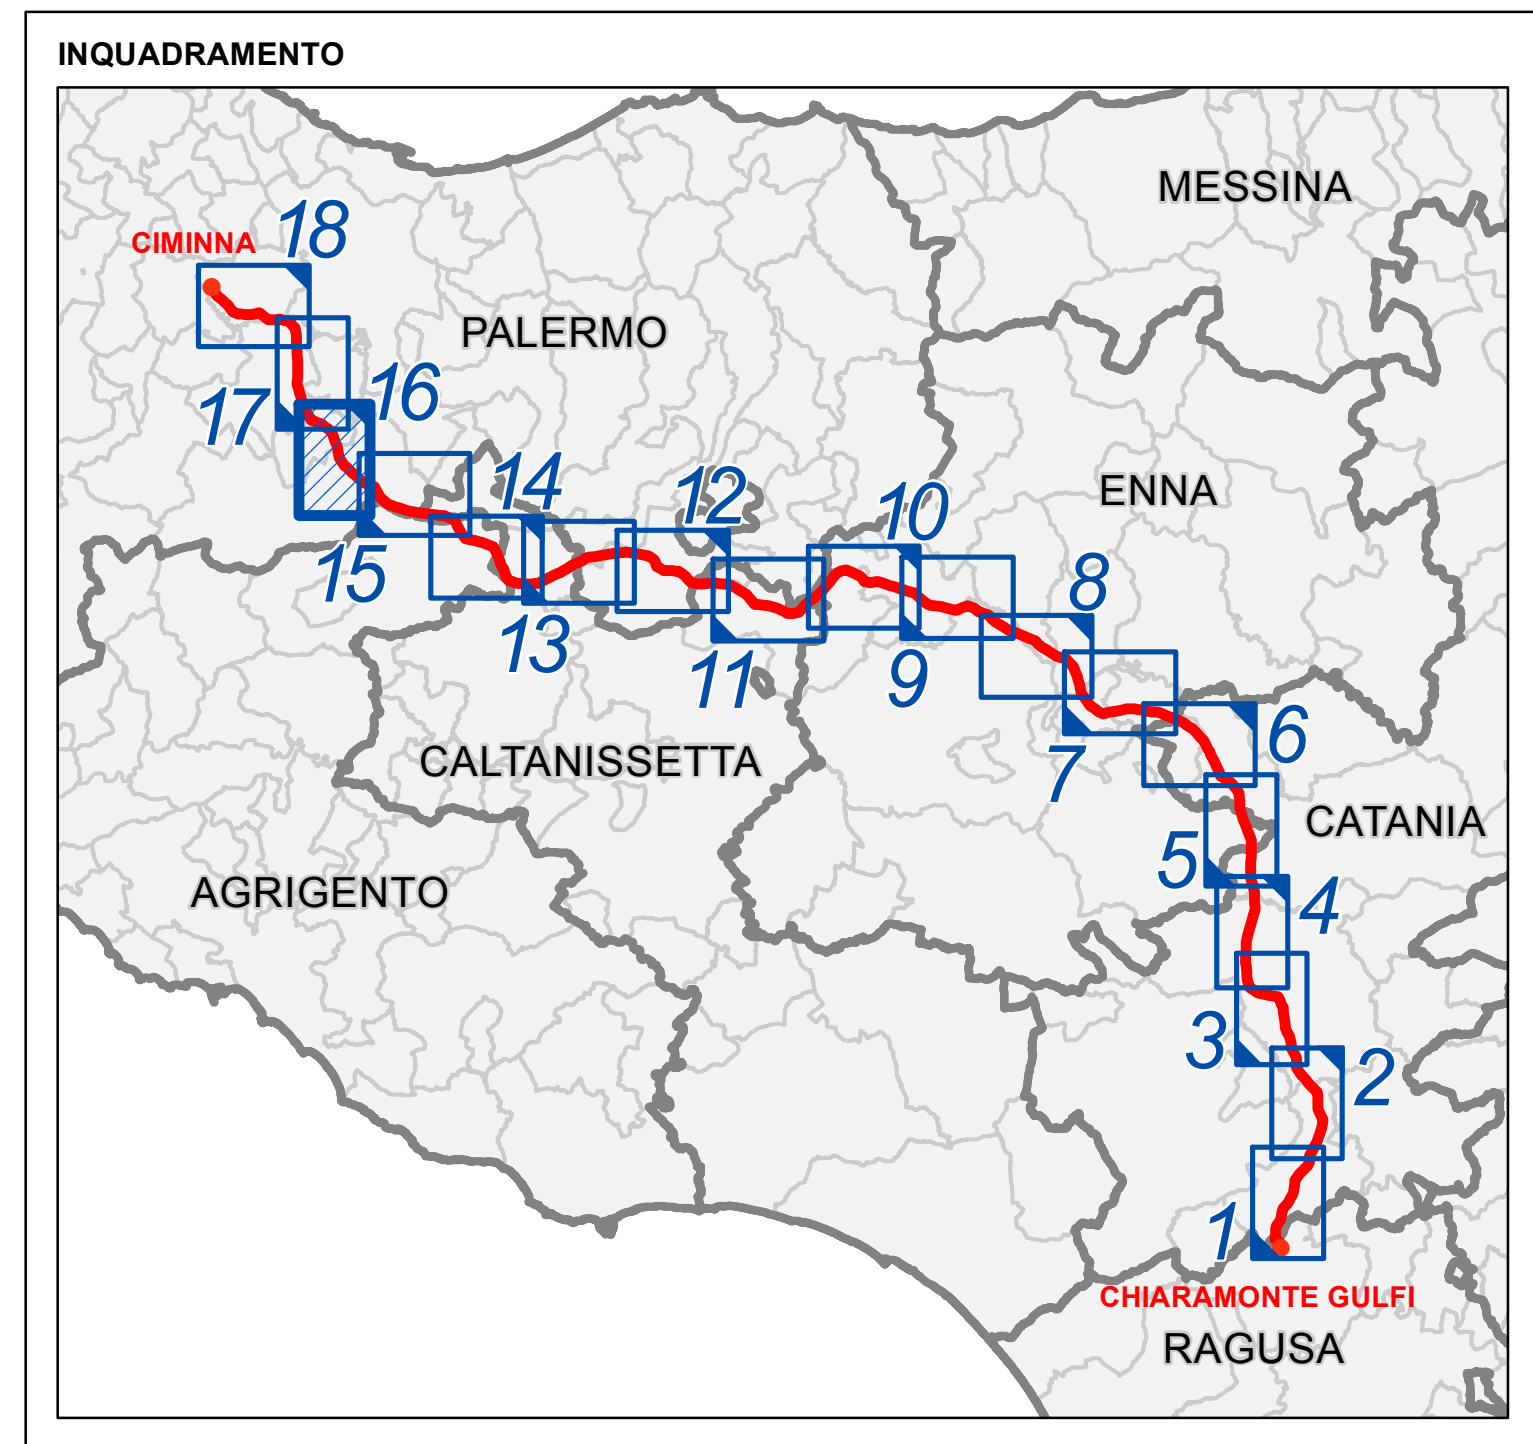 INQUADRAMENTO
MESSINA
18
CIMINNA
PALERMO
16
17
14
12
10
ENNA
15
13
11
9
8
7
6
CALTANISSETTA
CATANIA
5
4
AGRIGENTO
3
2
1
CHIARAMONTE GULFI
RAGUSA